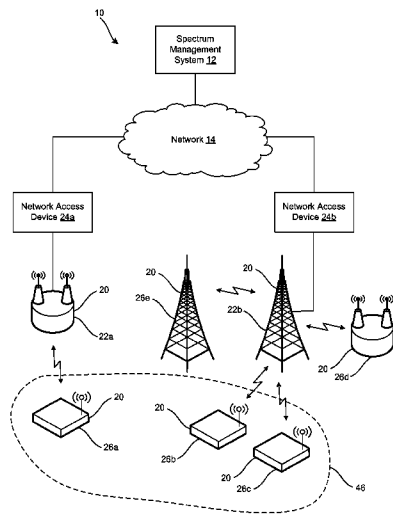 10
Spectrum
Management
System 12
Network 14
Network Access
Device 24a
Network Access
Device 24b
20
20
20
26e
22b
22a
20
26d
20
26a
20
26b
20
26c
46